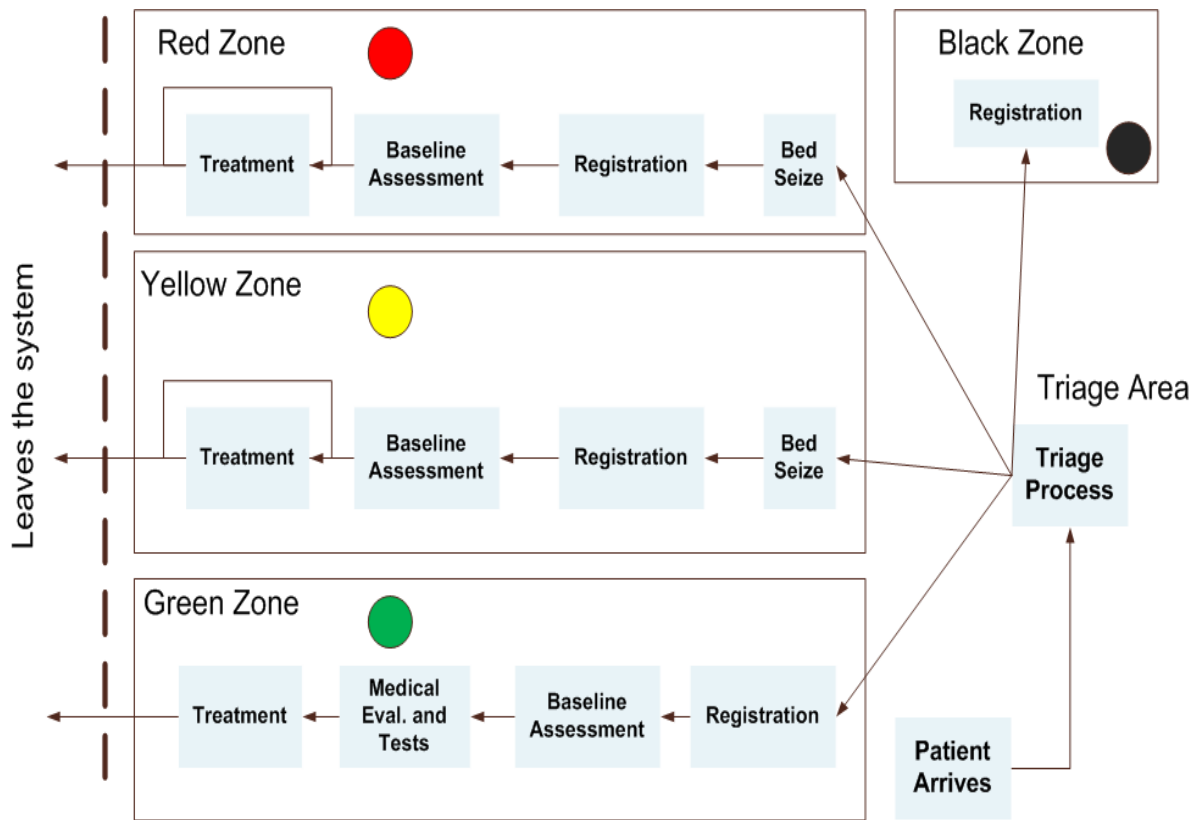 Red Zone
Treatment
Baseline
Assessment
Registration
Bed
Seize
Black Zone
Registration
Yellow Zone
Treatment
Baseline
Assessment
Registration
Bed
Seize
Triage Area
Triage
Process
Green Zone
Treatment
Medical
Eval. and
Tests
Baseline
Assessment
Registration
Patient
Arrives
Leaves the system